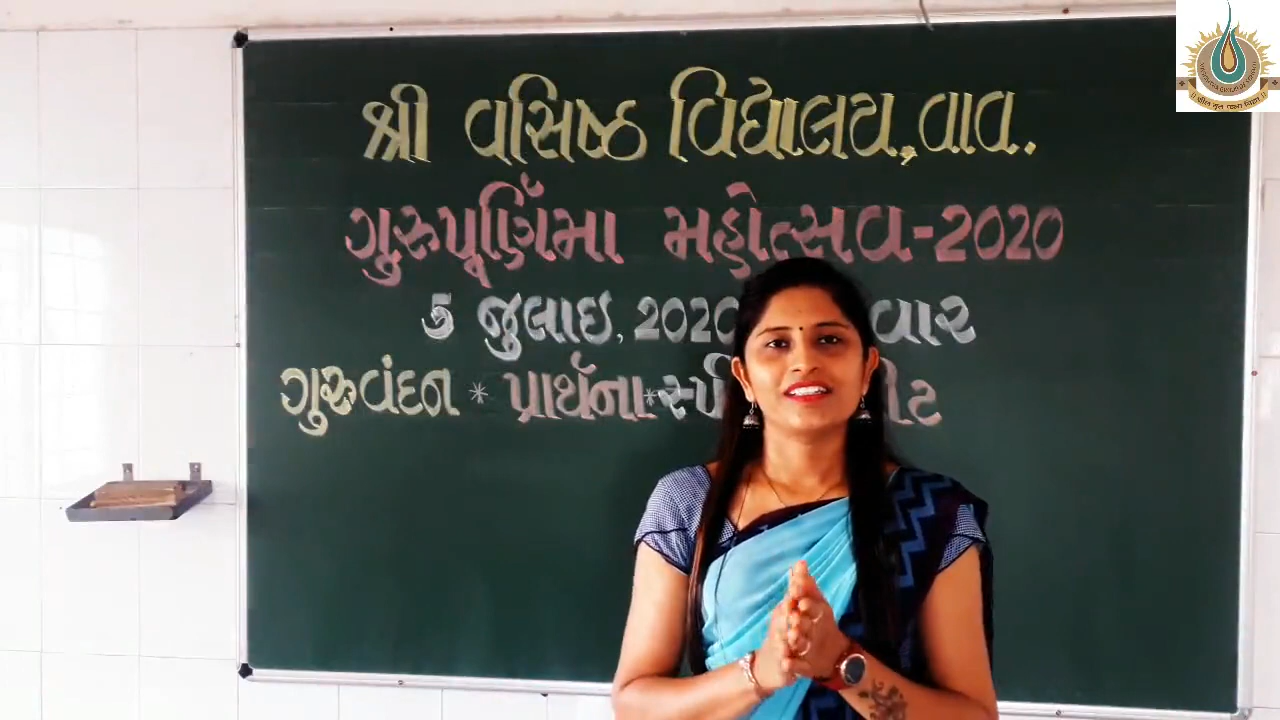 શ્રી વસિષ્ઠ વિદ્યાલય, વાવ.
ગુરુપૂર્ણિમા મહોત્સવ-2020
5 જુલાઇ, 2020 વાર
ગુરુવંદન * પ્રાર્થના * સ્પી ીટ